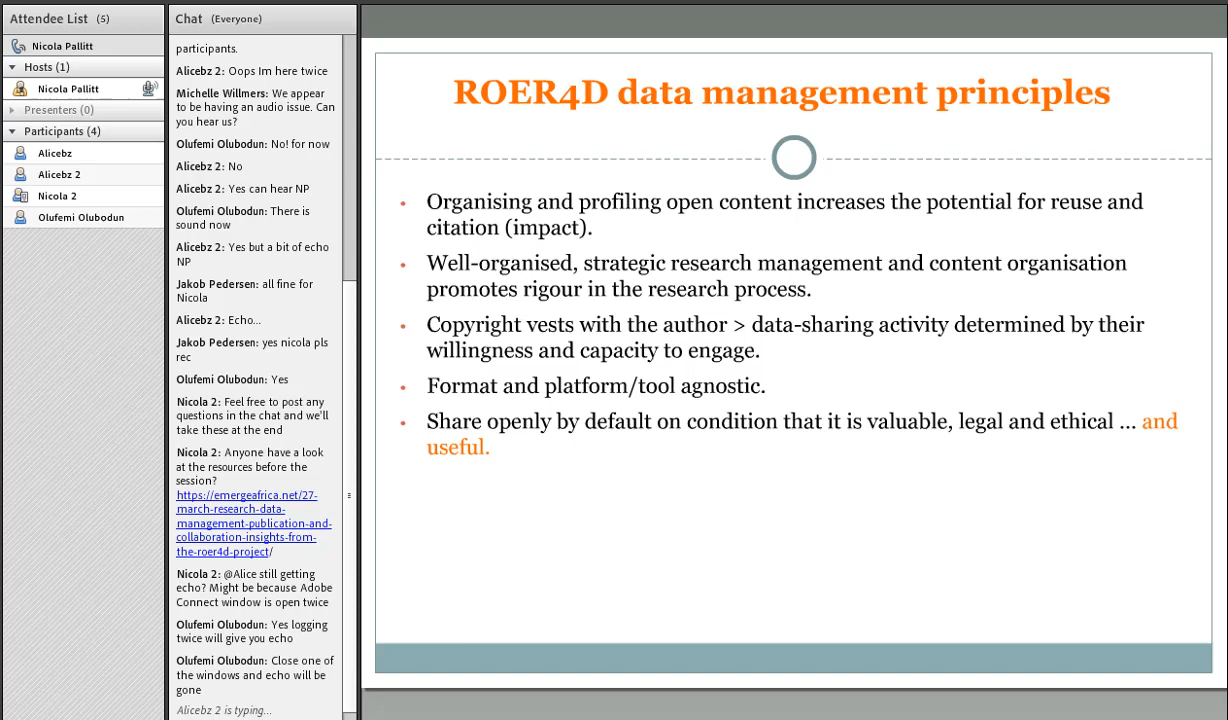 Attendee List (5)
Nicola Pallitt
Hosts (1)
Nicola Pallitt
Presenters (0)
Participants (4)
Alicebz
Alicebz 2
Nicola 2
Olufemi Olubodun
Chat (Everyone)
participants.
Alicebz 2: Oops Im here twice
Michelle Willmers: We appear
to be having an audio issue. Can
you hear us?
Olufemi Olubodun: No! for now
Alicebz 2: No
Alicebz 2: Yes can hear NP
Olufemi Olubodun: There is
sound now
Alicebz 2: Yes but a bit of echo
NP
Jakob Pedersen: all fine for
Nicola
Alicebz 2: Echo...
Jakob Pedersen: yes nicola pls
rec
Olufemi Olubodun: Yes
Nicola 2: Feel free to post any
questions in the chat and we'll
take these at the end
Nicola 2: Anyone have a look
at the resources before the
session?
https://emergeafrica.net/27-
march-research-data-
management-publication-and-
collaboration-insights-from-
the-roer4d-project/
Nicola 2: @Alice still getting
echo? Might be because Adobe
Connect window is open twice
Olufemi Olubodun: Yes logging
twice will give you echo
Olufemi Olubodun: Close one of
the windows and echo will be
gone
Alicebz 2 is typing...
ROER4D data management principles
• Organising and profiling open content increases the potential for reuse and
citation (impact).
• Well-organised, strategic research management and content organisation
promotes rigour in the research process.
• Copyright vests with the author > data-sharing activity determined by their
willingness and capacity to engage.
• Format and platform/tool agnostic.
• Share openly by default on condition that it is valuable, legal and ethical ... and
useful.